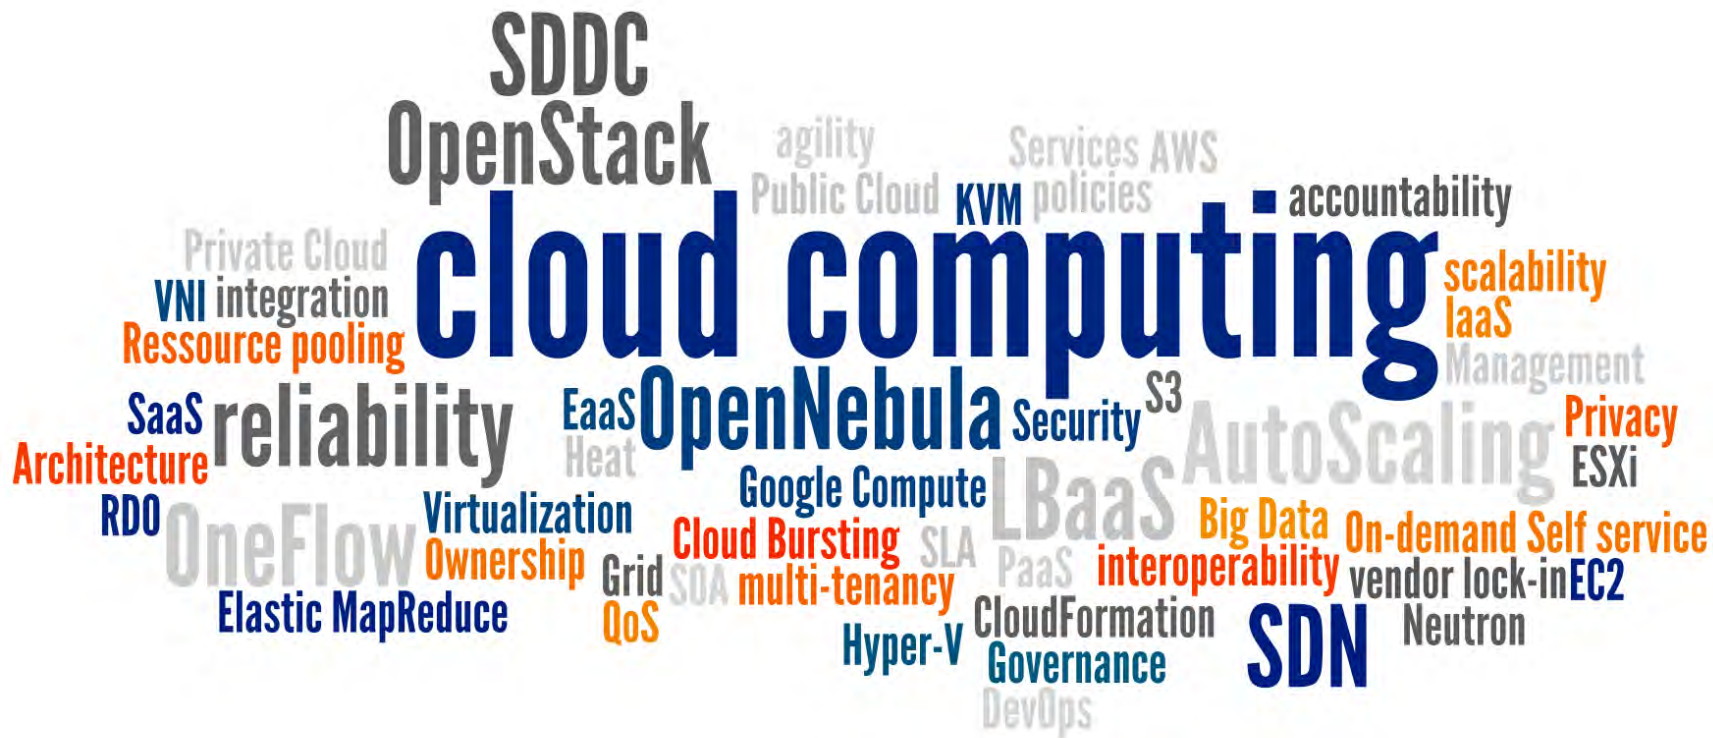 SDDC
OpenStack
agility
Services AWS
Public Cloud
KVM
policies
accountability
cloud computing
Private Cloud
VNI
integration
Ressource pooling
scalability
IaaS
Management
SaaS
reliability
EaaS
OpenNebula
Security
S3
AutoScaling
Privacy
Architecture
Heat
ESXi
RDO
OneFlow
Virtualization
Google Compute
LBaaS
Big Data
On-demand Self service
Ownership
Cloud Bursting
SLA
PaaS
interoperability
vendor lock-in
EC2
Grid
SOA
multi-tenancy
Elastic MapReduce
QoS
CloudFormation
SDN
Neutron
Hyper-V
Governance
DevOps